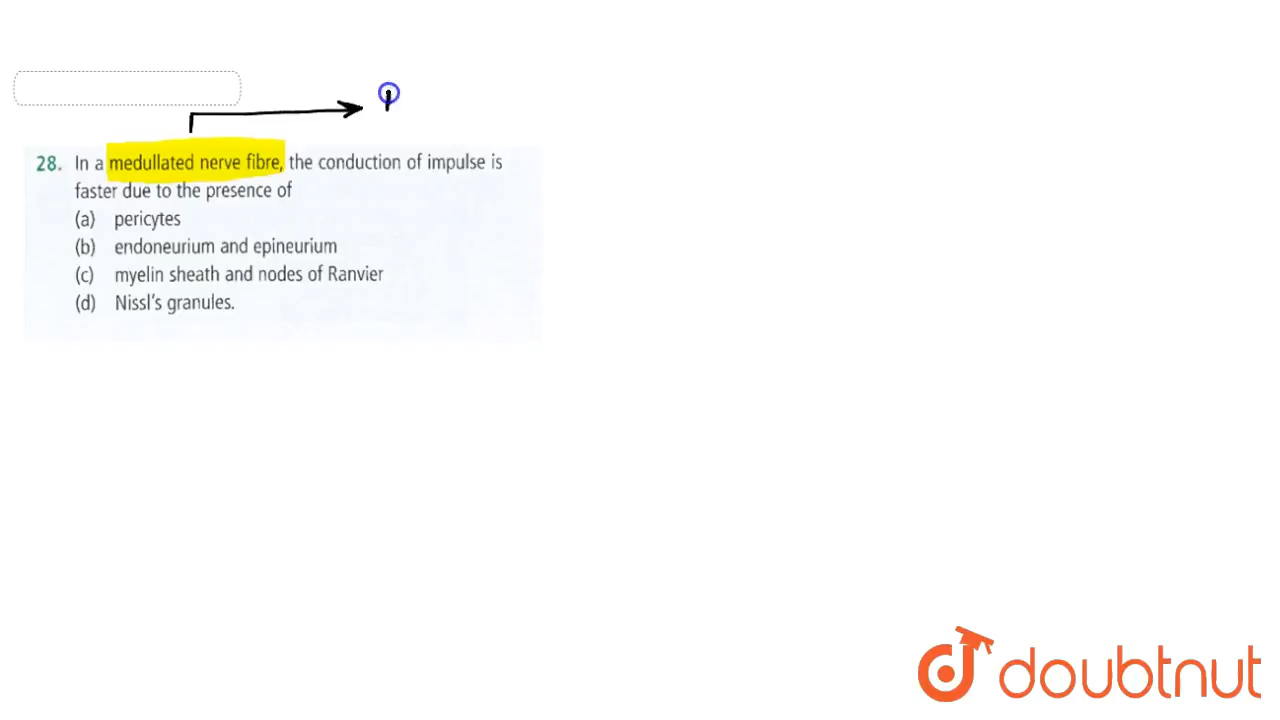 28. In a medullated nerve fibre, the conduction of impulse is
faster due to the presence of
(a) pericytes
(b) endoneurium and epineurium
(c) myelin sheath and nodes of Ranvier
(d) Nissl's granules.
doubtnut